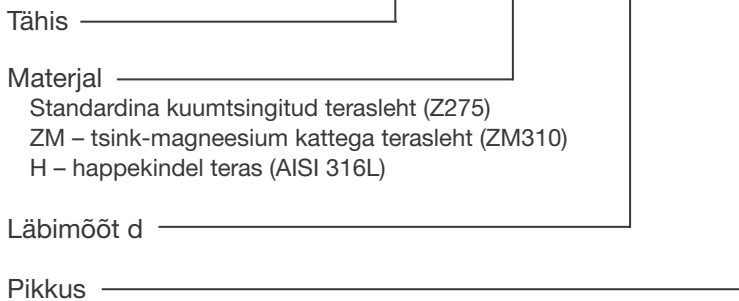 Tähis
Materjal
Standardina kuumtsingitud terasleht (Z275)
ZM – tsink-magneesium kattega terasleht (ZM310)
H – happekindel teras (AISI 316L)
Läbimõõt d
Pikkus